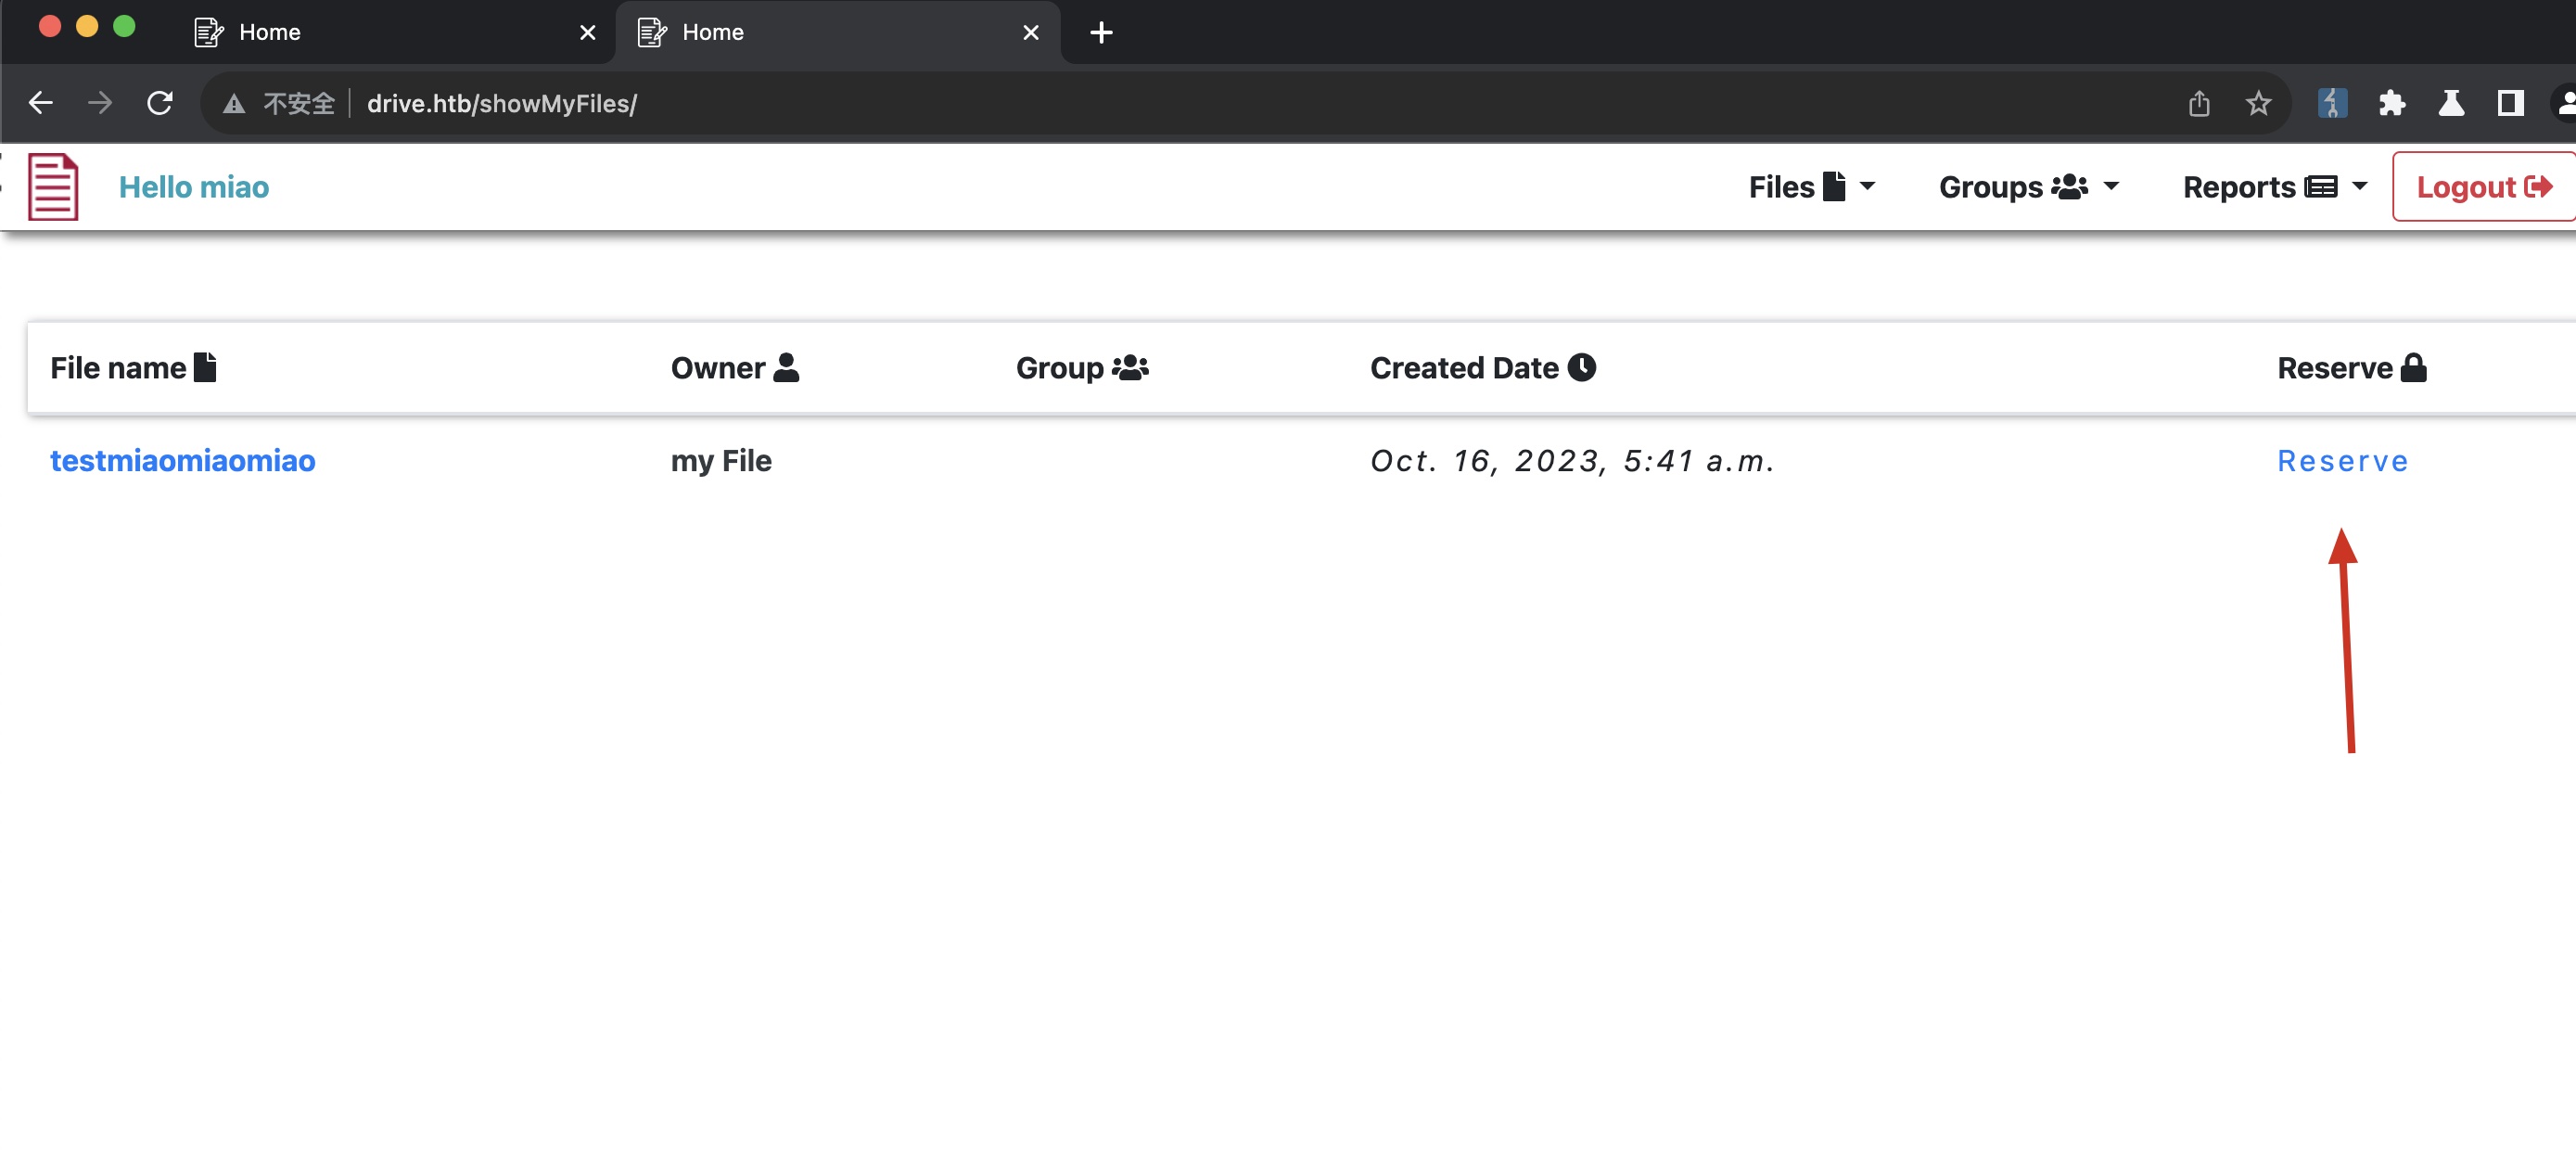 Home
Home
不安全
drive.htb/showMyFiles/
Hello miao
Files
Groups
Reports
Logout
File name
Owner
Group
Created Date
Reserve
testmiaomiaomiao
my File
Oct. 16, 2023, 5:41 a.m.
Reserve